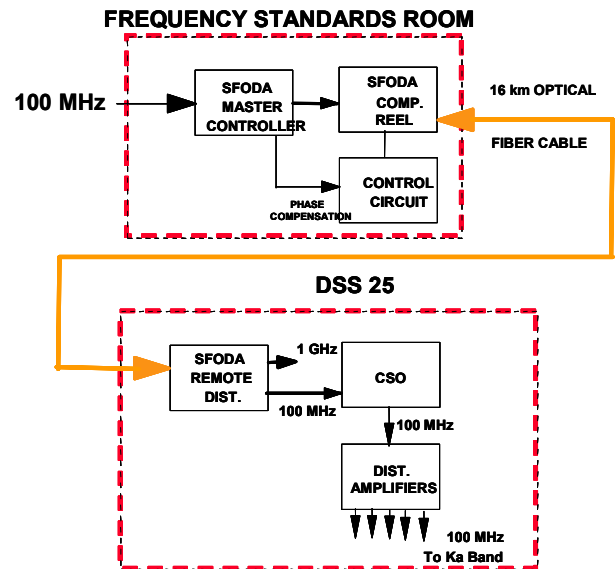 FREQUENCY STANDARDS ROOM
100 MHz
SFODA
MASTER
CONTROLLER
SFODA
COMP.
REEL
16 km OPTICAL
FIBER CABLE
PHASE
COMPENSATION
CONTROL
CIRCUIT
DSS 25
SFODA
REMOTE
DIST.
1 GHz
100 MHz
CSO
100 MHz
DIST.
AMPLIFIERS
100 MHz
To Ka Band